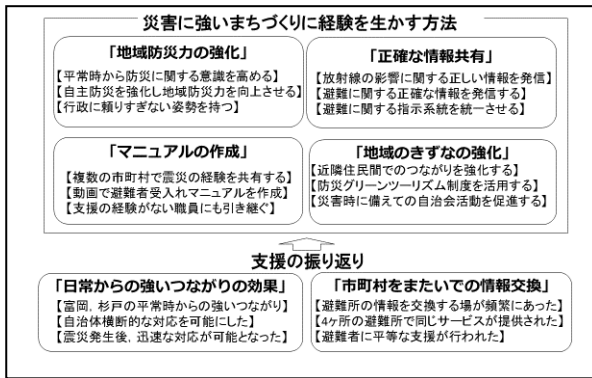 災害に強いまちづくりに経験を生かす方法
「地域防災力の強化」
【平常時から防災に関する意識を高める】
【自主防災を強化し地域防災力を向上させる】
【行政に頼りすぎない姿勢を持つ】
「正確な情報共有」
【放射線の影響に関する正しい情報を発信】
【避難に関する正確な情報を発信する】
【避難に関する指示系統を統一させる】
「マニュアルの作成」
【複数の市町村で震災の経験を共有する】
【動画で避難者受入れマニュアルを作成】
【支援の経験がない職員にも引き継ぐ】
「地域のきずなの強化」
【近隣住民間でのつながりを強化する】
【防災グリーンツーリズム制度を活用する】
【災害時に備えての自治会活動を促進する】
支援の振り返り
「日常からの強いつながりの効果」
【富岡，杉戸の平常時からの強いつながり】
【自治体横断的な対応を可能にした】
【震災発生後，迅速な対応が可能となった】
「市町村をまたいでの情報交換」
【避難所の情報を交換する場が頻繁にあった】
【4ヶ所の避難所で同じサービスが提供された】
【避難者に平等な支援が行われた】